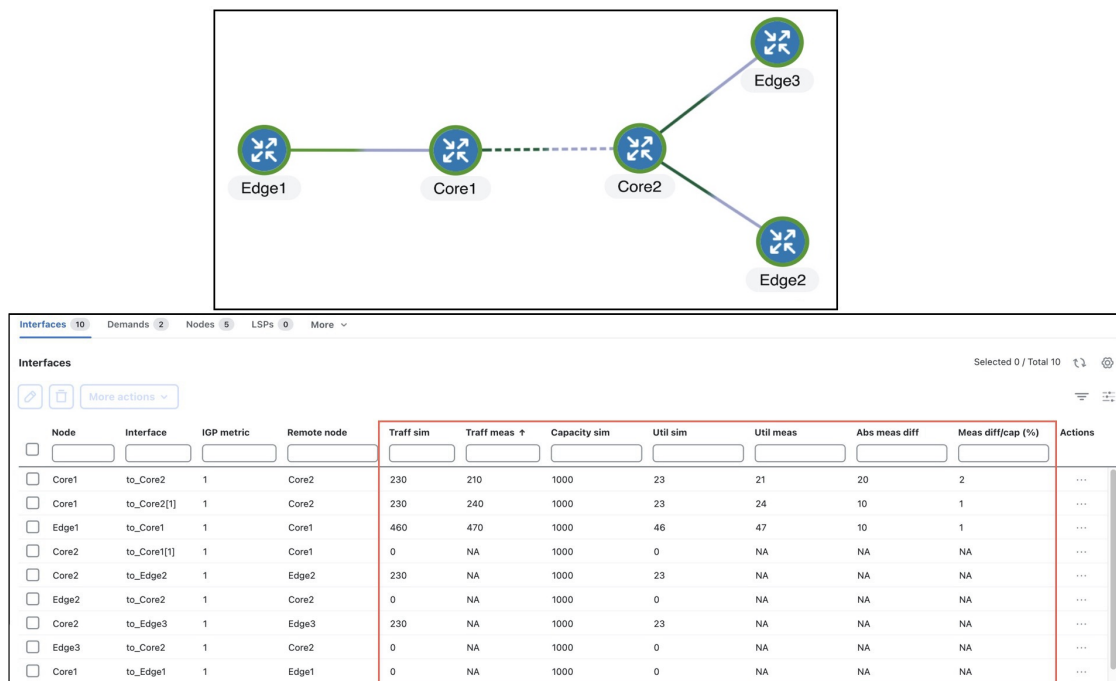 Edge3
Edge1
Core1
Core2
Edge2
Interfaces 10 Demands 2 Nodes 5 LSPs 0 More
Interfaces
Selected 0 / Total 10
More actions
Node Interface IGP metric Remote node Traff sim Traff meas ↑ Capacity sim Util sim Util meas Abs meas diff Meas diff/cap (%) Actions
Core1 to_Core2 1 Core2 230 210 1000 23 21 20 2 ...
Core1 to_Core2[1] 1 Core2 230 240 1000 23 24 10 1 ...
Edge1 to_Core1 1 Core1 460 470 1000 46 47 10 1 ...
Core2 to_Core1[1] 1 Core1 0 NA 1000 0 NA NA NA ...
Core2 to_Edge2 1 Edge2 230 NA 1000 23 NA NA NA ...
Edge2 to_Core2 1 Core2 0 NA 1000 0 NA NA NA ...
Core2 to_Edge3 1 Edge3 230 NA 1000 23 NA NA NA ...
Edge3 to_Core2 1 Core2 0 NA 1000 0 NA NA NA ...
Core1 to_Edge1 1 Edge1 0 NA 1000 0 NA NA NA ...